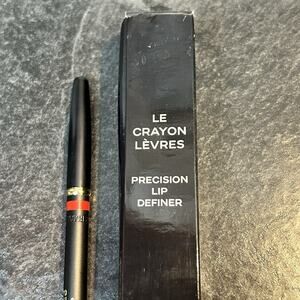 LE
CRAYON
LÈVRES
PRECISION
LIP
DEFINER